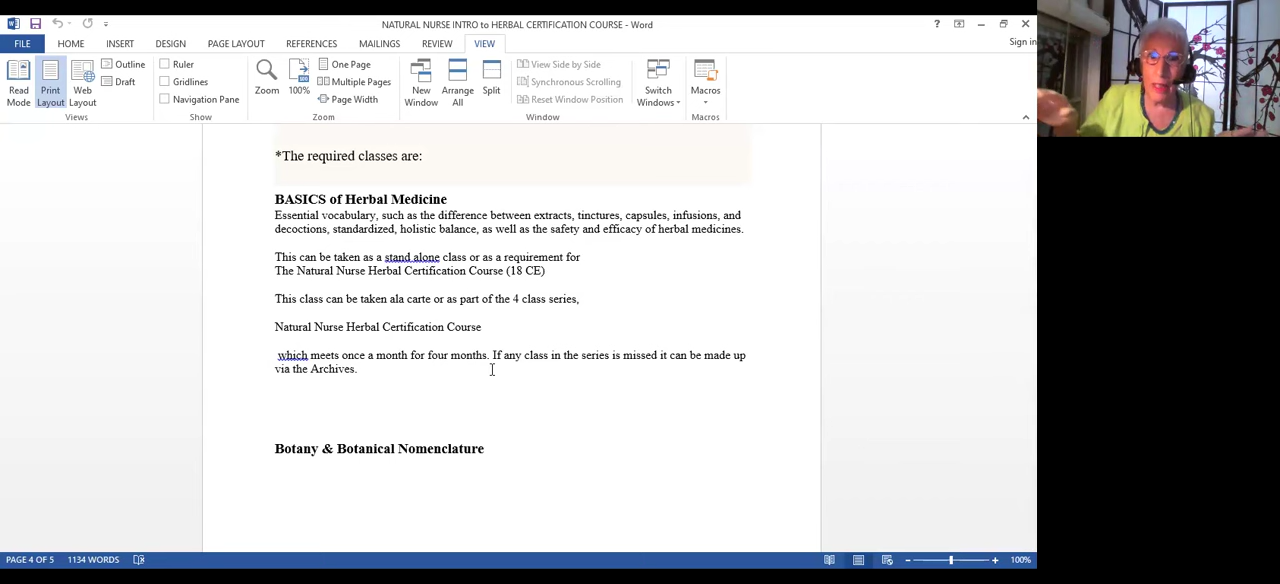 NATURAL NURSE INTRO to HERBAL CERTIFICATION COURSE - Word
?
Sign in
FILE HOME INSERT DESIGN PAGE LAYOUT REFERENCES MAILINGS REVIEW VIEW
Read Mode
Print Layout
Web Layout
Outline
Draft
Views
Ruler
Gridlines
Navigation Pane
Show
Zoom
100%
One Page
Multiple Pages
Page Width
Zoom
New Window
Arrange All
Split
View Side by Side
Synchronous Scrolling
Reset Window Position
Window
Switch Windows
Macros
Macros
*The required classes are:
BASICS of Herbal Medicine
Essential vocabulary, such as the difference between extracts, tinctures, capsules, infusions, and
decoctions, standardized, holistic balance, as well as the safety and efficacy of herbal medicines.
This can be taken as a stand alone class or as a requirement for
The Natural Nurse Herbal Certification Course (18 CE)
This class can be taken ala carte or as part of the 4 class series,
Natural Nurse Herbal Certification Course
which meets once a month for four months. If any class in the series is missed it can be made up
via the Archives.
Botany & Botanical Nomenclature
PAGE 4 OF 5 1134 WORDS 100%